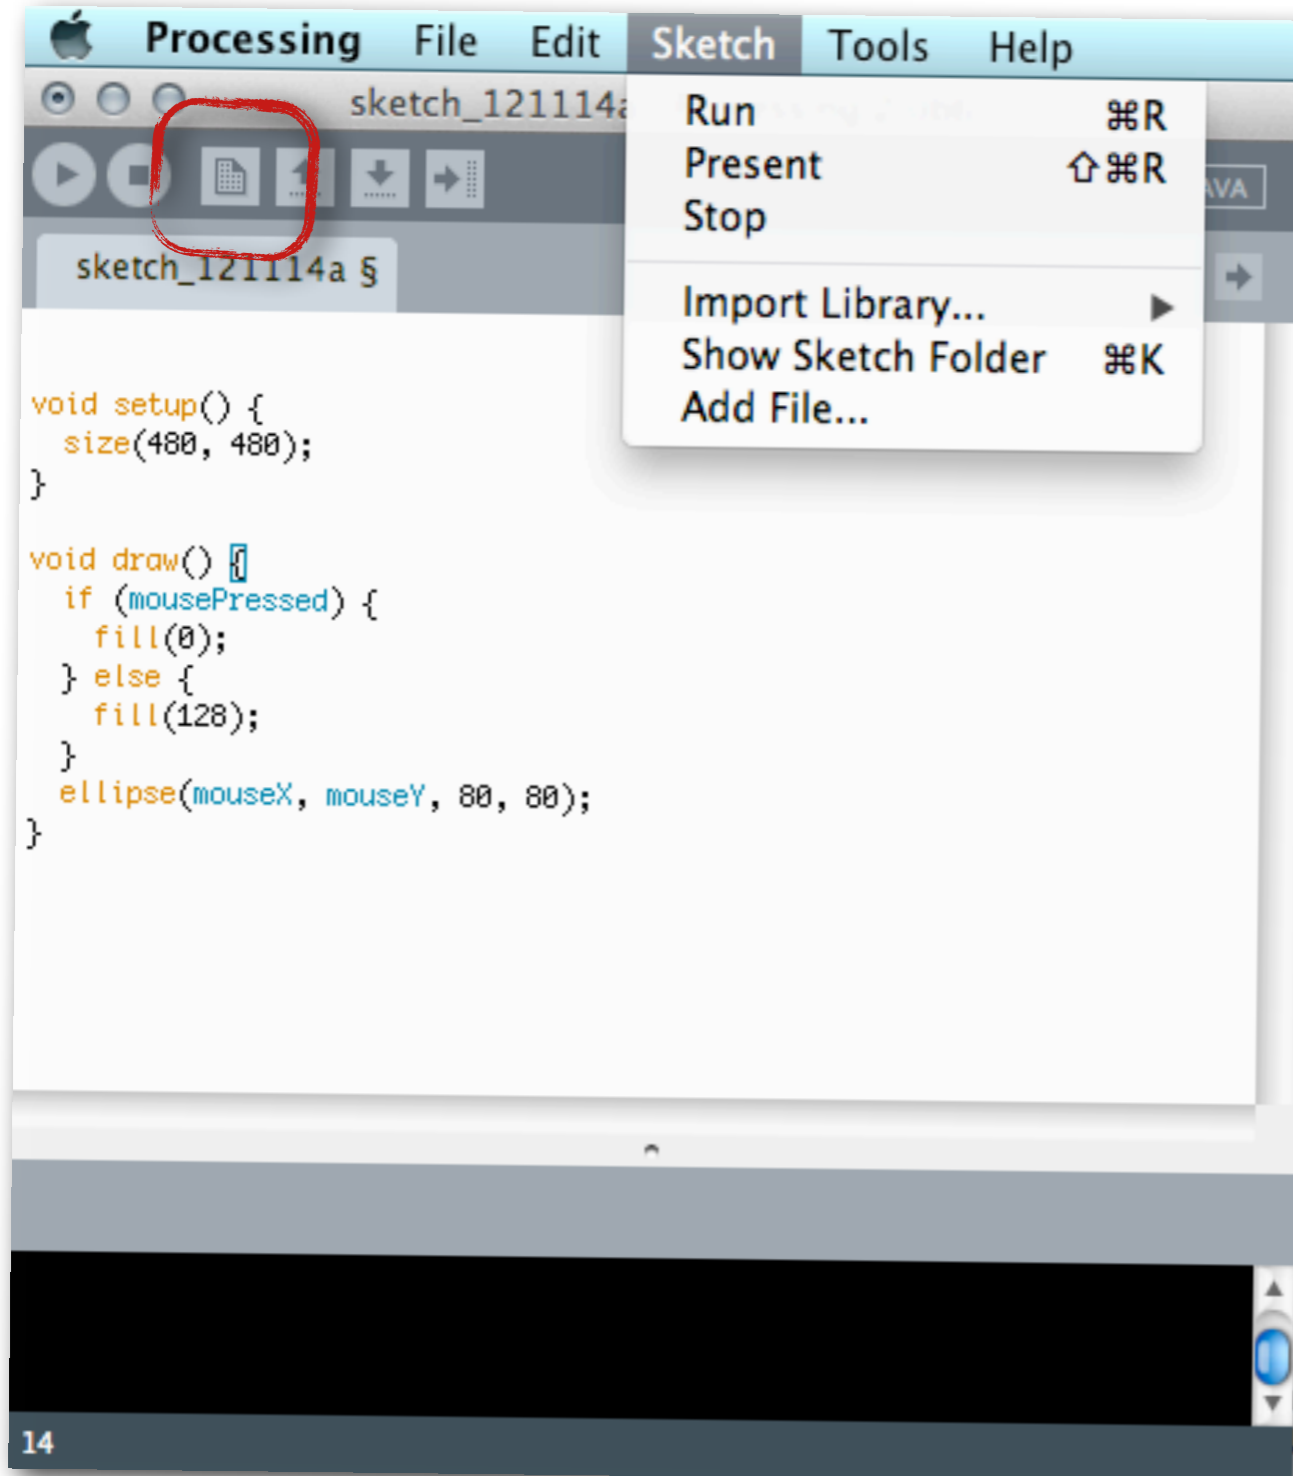 Processing File Edit Sketch Tools Help
sketch_121114a
Run ⌘R
Present ⇧⌘R
Stop
Import Library...
Show Sketch Folder ⌘K
Add File...
AVA
sketch_121114a §
void setup() {
  size(480, 480);
}
void draw() {
  if (mousePressed) {
    fill(0);
  } else {
    fill(128);
  }
  ellipse(mouseX, mouseY, 80, 80);
}
14